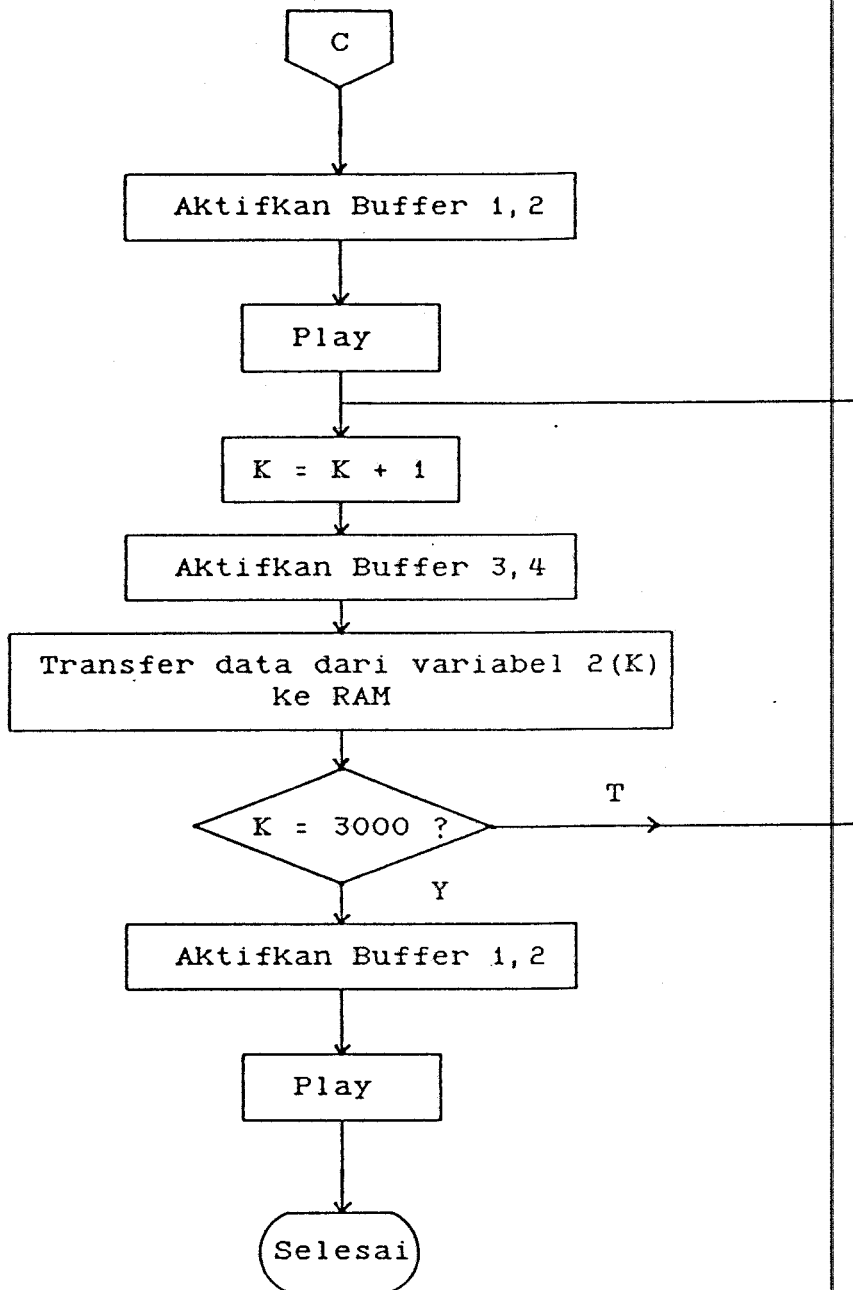 C
Aktifkan Buffer 1,2
Play
K = K + 1
Aktifkan Buffer 3,4
Transfer data dari variabel 2(K)
ke RAM
K = 3000 ?
T
Y
Aktifkan Buffer 1,2
Play
Selesai